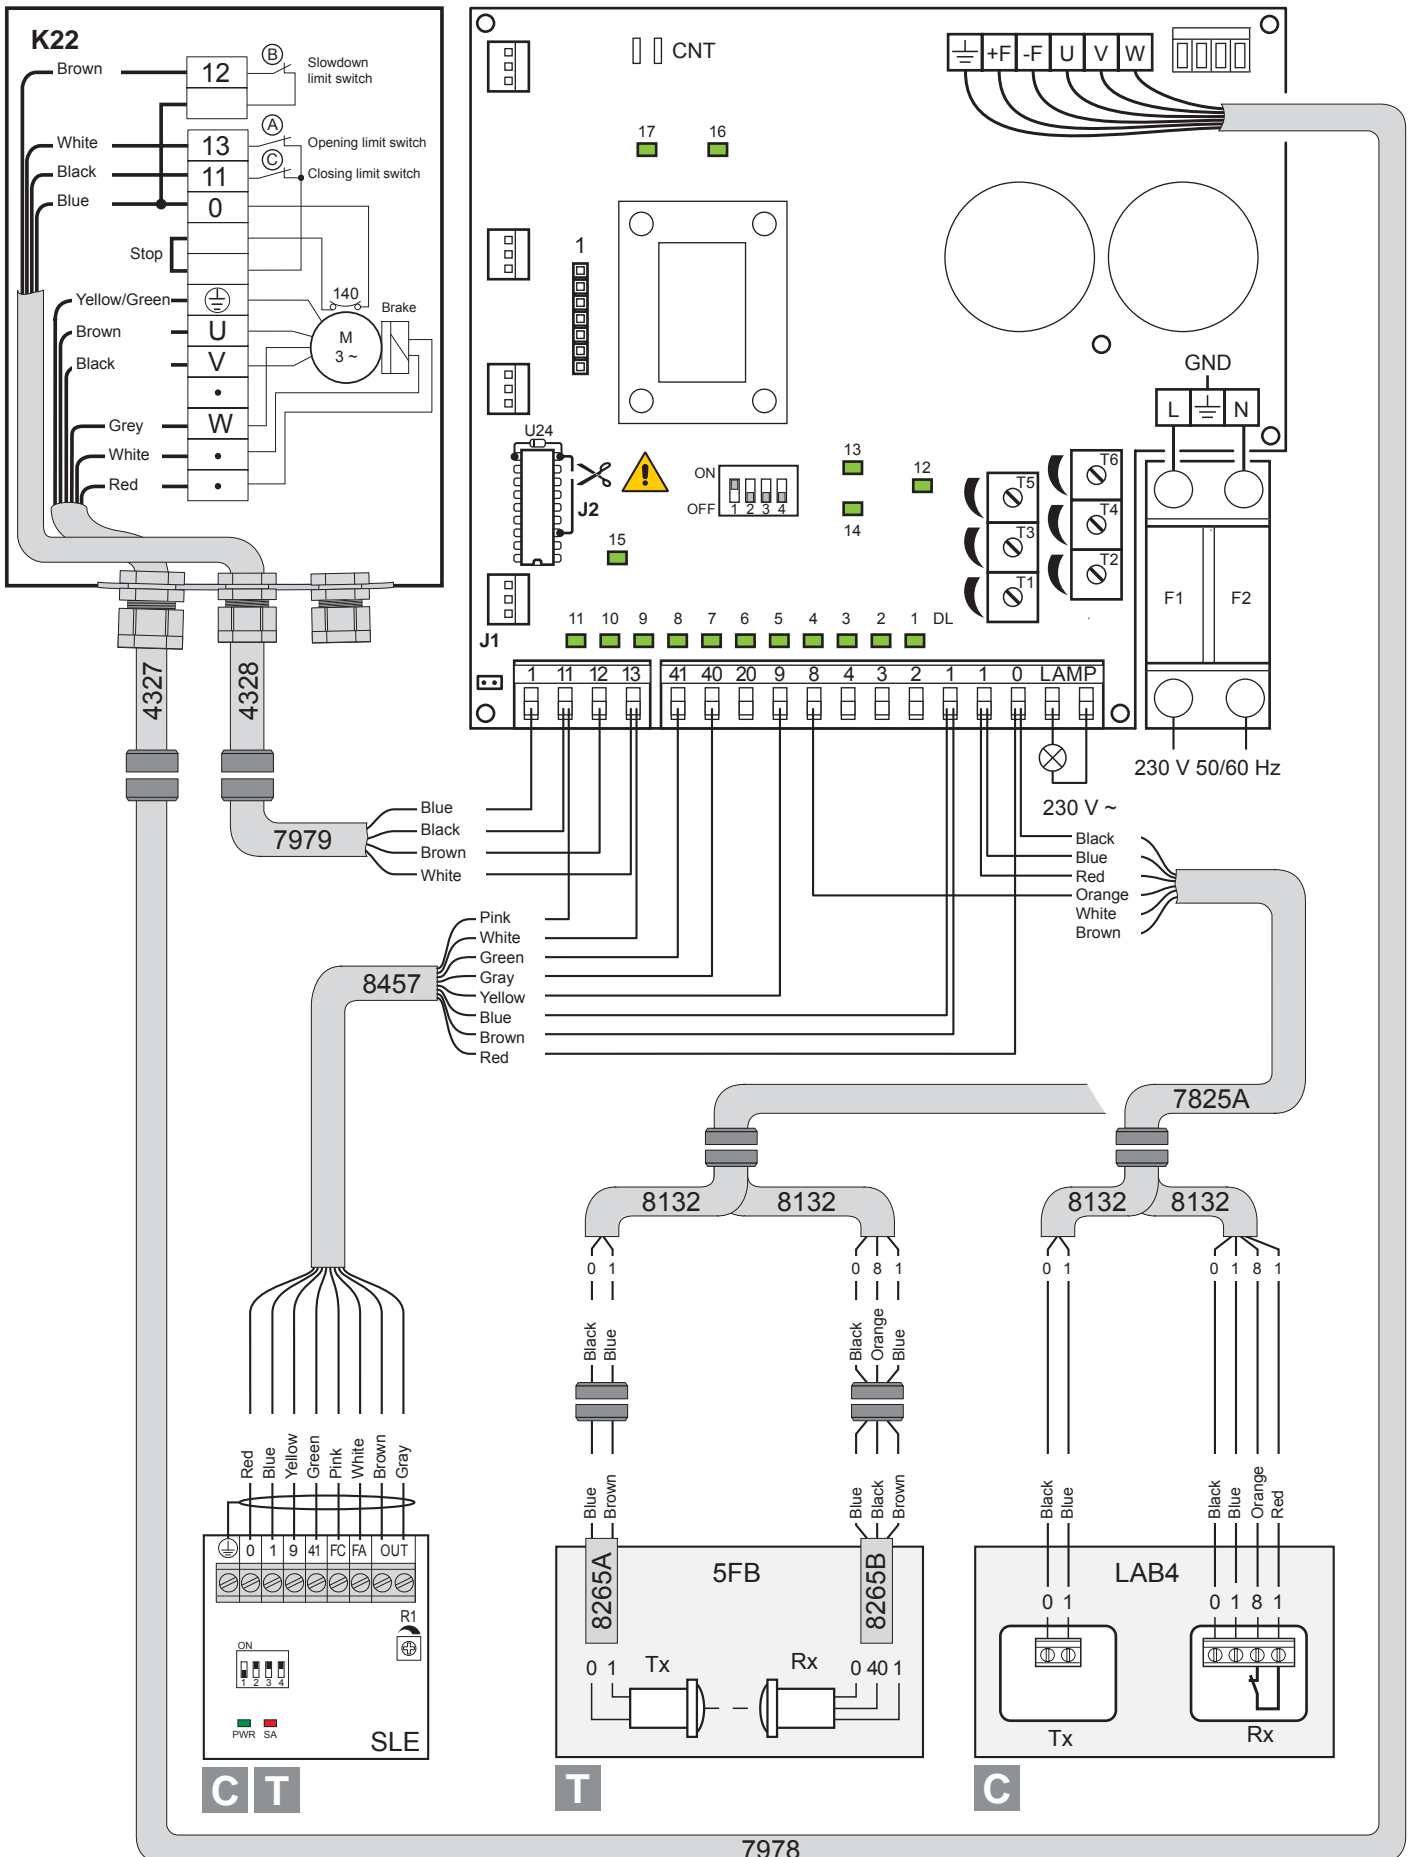 K22
Brown
12
B
Slowdown
limit switch
White
13
A
Opening limit switch
Black
11
C
Closing limit switch
Blue
0
Stop
Yellow/Green
140
Brake
Brown
U
M
3 ~
Black
V
•
Grey
W
White
•
Red
•
4327
4328
CNT
+F -F U V W
17 16
1
GND
L N
U24
J2
ON
OFF
1 2 3 4
13
14
12
15
T5 T6
T3 T4
T1 T2
F1 F2
J1
11 10 9 8 7 6 5 4 3 2 1 DL
1 11 12 13
41 40 20 9 8 4 3 2 1 1 0 LAMP
230 V ~
230 V 50/60 Hz
7979
Blue
Black
Brown
White
Black
Blue
Red
Orange
White
Brown
8457
Pink
White
Green
Gray
Yellow
Blue
Brown
Red
7825A
8132 8132
8132 8132
0 1
0 8 1
0 1
0 1 8 1
Black Blue
Black Orange Blue
Red Blue Yellow Green Pink White Brown Gray
Blue Brown
Blue Black Brown
Black Blue
Black Blue Orange Red
0 1 9 41 FC FA OUT
R1
ON
1 2 3 4
PWR SA
SLE
C T
8265A
5FB
8265B
0 1 Tx
Rx 0 40 1
T
LAB4
0 1
0 1 8 1
Tx
Rx
C
7978